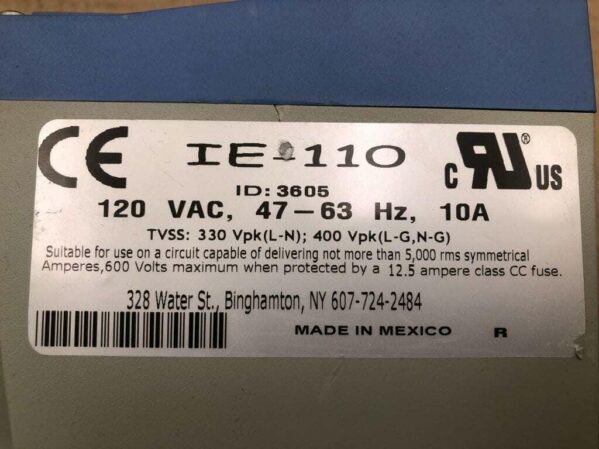 CE IE-110 c RU ® US
ID: 3605
120 VAC, 47-63 Hz, 10A
TVSS: 330 Vpk(L-N); 400 Vpk(L-G,N-G)
Suitable for use on a circuit capable of delivering not more than 5,000 rms symmetrical
Amperes,600 Volts maximum when protected by a 12.5 ampere class CC fuse.
328 Water St., Binghamton, NY 607-724-2484
MADE IN MEXICO R